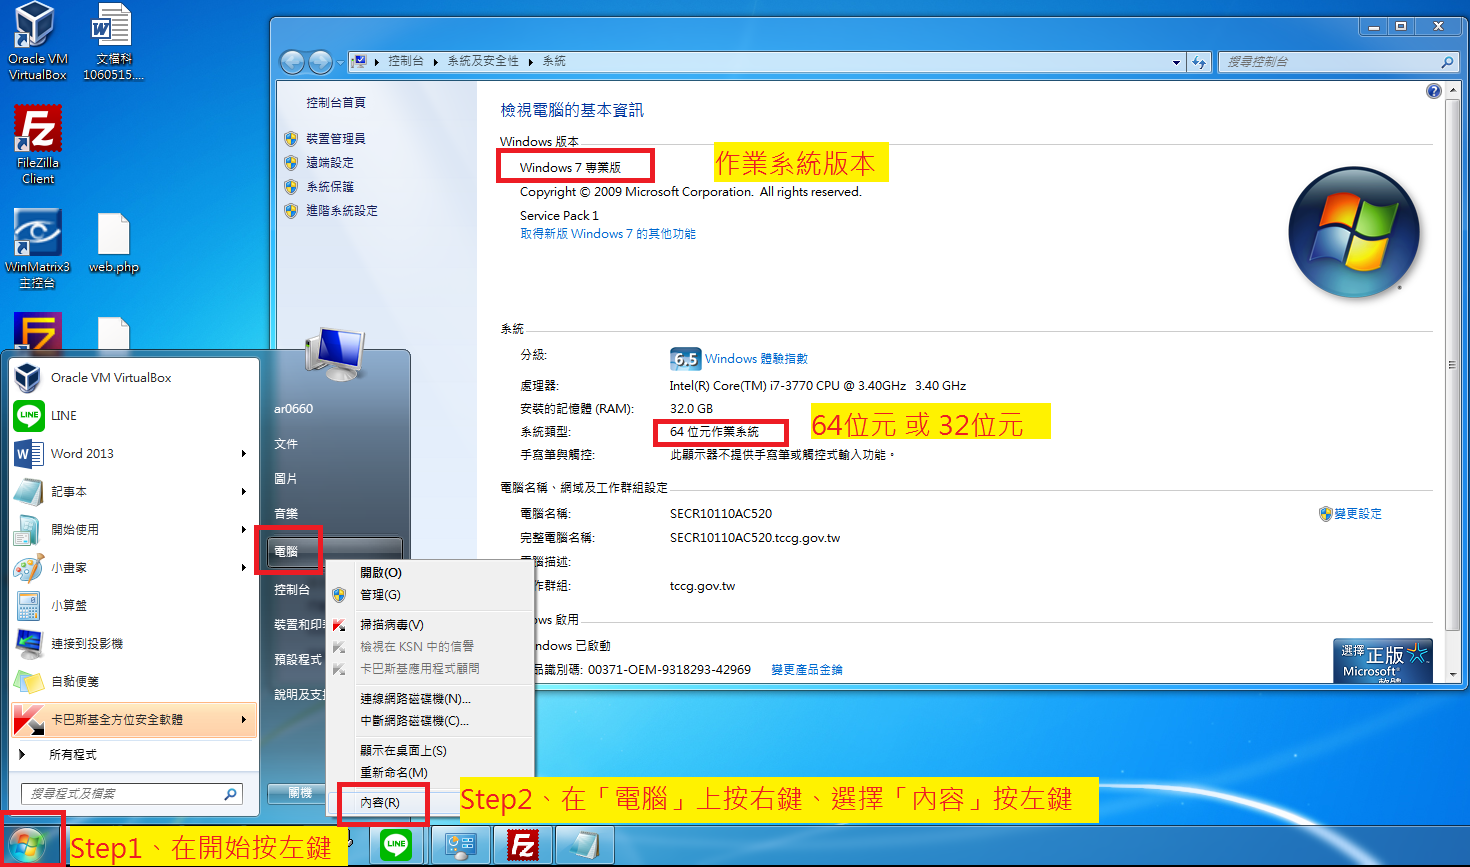 Oracle VM
VirtualBox
文檔科
1060515....
FileZilla
Client
WinMatrix3
主控台
web.php
控制台 系統及安全性 系統
搜尋控制台
控制台首頁
裝置管理員
遠端設定
系統保護
進階系統設定
檢視電腦的基本資訊
Windows 版本
Windows 7 專業版
作業系統版本
Copyright © 2009 Microsoft Corporation. All rights reserved.
Service Pack 1
取得新版 Windows 7 的其他功能
系統
分級:
6.5 Windows 體驗指數
處理器:
Intel(R) Core(TM) i7-3770 CPU @ 3.40GHz 3.40 GHz
安裝的記憶體 (RAM):
32.0 GB
系統類型:
64 位元作業系統
64位元 或 32位元
手寫筆與觸控:
此顯示器不提供手寫筆或觸控式輸入功能。
電腦名稱、網域及工作群組設定
電腦名稱:
SECR10110AC520
變更設定
完整電腦名稱:
SECR10110AC520.tccg.gov.tw
腦描述:
作群組:
tccg.gov.tw
ows 啟用
ndows 已啟動
品識別碼: 00371-OEM-9318293-42969 變更產品金鑰
選擇 正版
Microsoft
軟體
Oracle VM VirtualBox
LINE
Word 2013
記事本
開始使用
小畫家
小算盤
連接到投影機
自黏便箋
卡巴斯基全方位安全軟體
所有程式
搜尋程式及檔案
ar0660
文件
圖片
音樂
電腦
控制台
裝置和印
預設程式
說明及支
關機
開啟(O)
管理(G)
掃描病毒(V)
檢視在 KSN 中的信譽
卡巴斯基應用程式顧問
連線網路磁碟機(N)...
中斷網路磁碟機(C)...
顯示在桌面上(S)
重新命名(M)
內容(R)
Step2、在「電腦」上按右鍵、選擇「內容」按左鍵
Step1、在開始按左鍵
LINE